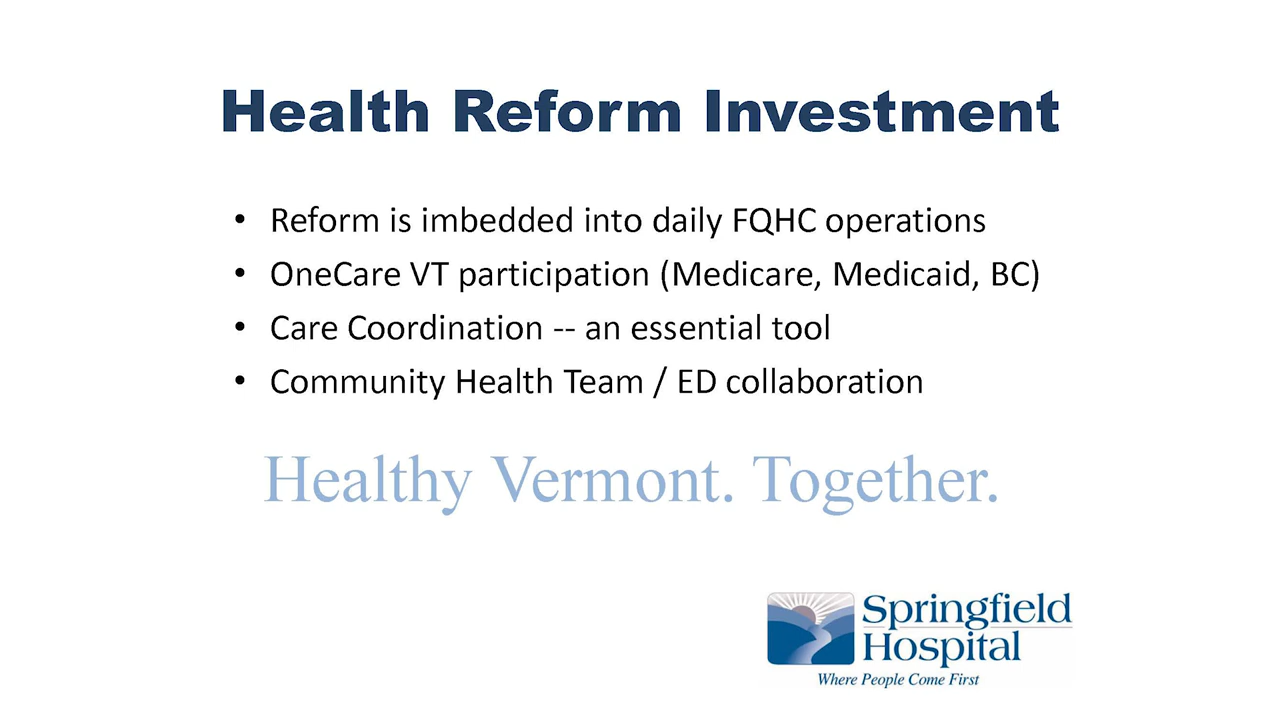 Health Reform Investment
• Reform is imbedded into daily FQHC operations
• OneCare VT participation (Medicare, Medicaid, BC)
• Care Coordination -- an essential tool
• Community Health Team / ED collaboration
Healthy Vermont. Together.
Springfield
Hospital
Where People Come First